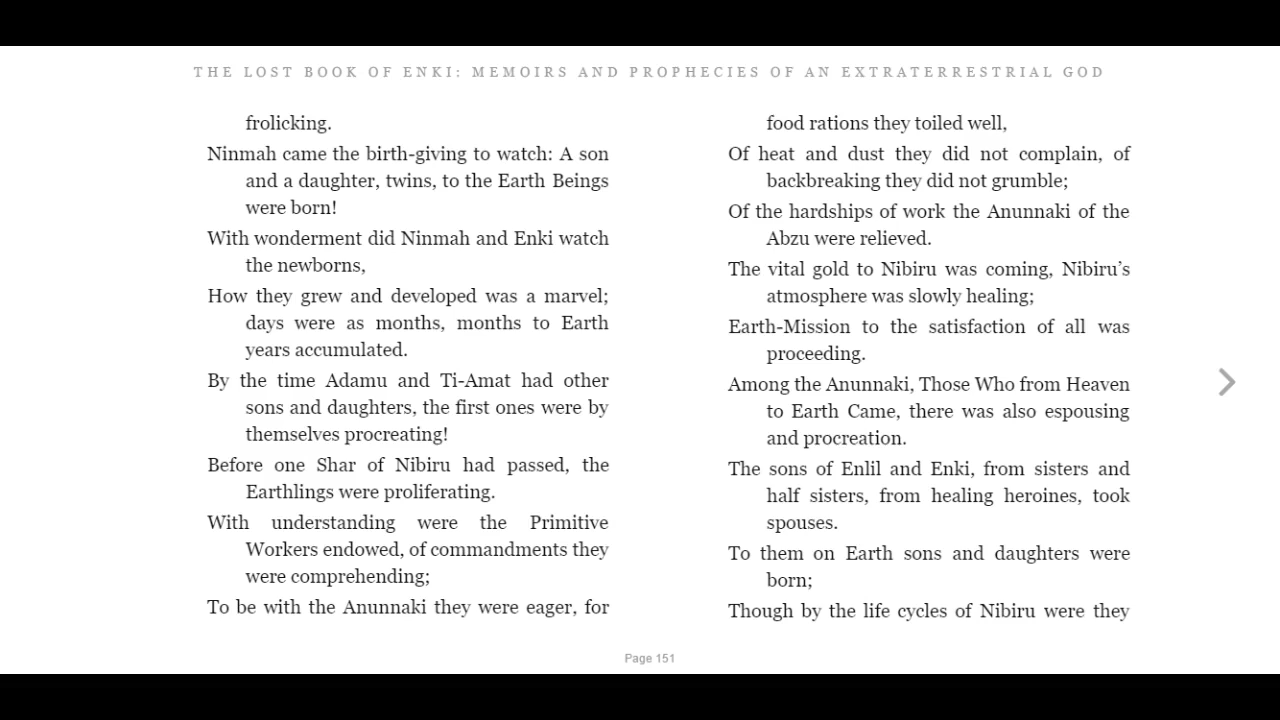 THE LOST BOOK OF ENKI: MEMOIRS AND PROPHECIES OF AN EXTRATERRESTRIAL GOD
frolicking.
Ninmah came the birth-giving to watch: A son
and a daughter, twins, to the Earth Beings
were born!
With wonderment did Ninmah and Enki watch
the newborns,
How they grew and developed was a marvel;
days were as months, months to Earth
years accumulated.
By the time Adamu and Ti-Amat had other
sons and daughters, the first ones were by
themselves procreating!
Before one Shar of Nibiru had passed, the
Earthlings were proliferating.
With understanding were the Primitive
Workers endowed, of commandments they
were comprehending;
To be with the Anunnaki they were eager, for
food rations they toiled well,
Of heat and dust they did not complain, of
backbreaking they did not grumble;
Of the hardships of work the Anunnaki of the
Abzu were relieved.
The vital gold to Nibiru was coming, Nibiru’s
atmosphere was slowly healing;
Earth-Mission to the satisfaction of all was
proceeding.
Among the Anunnaki, Those Who from Heaven
to Earth Came, there was also espousing
and procreation.
The sons of Enlil and Enki, from sisters and
half sisters, from healing heroines, took
spouses.
To them on Earth sons and daughters were
born;
Though by the life cycles of Nibiru were they
Page 151